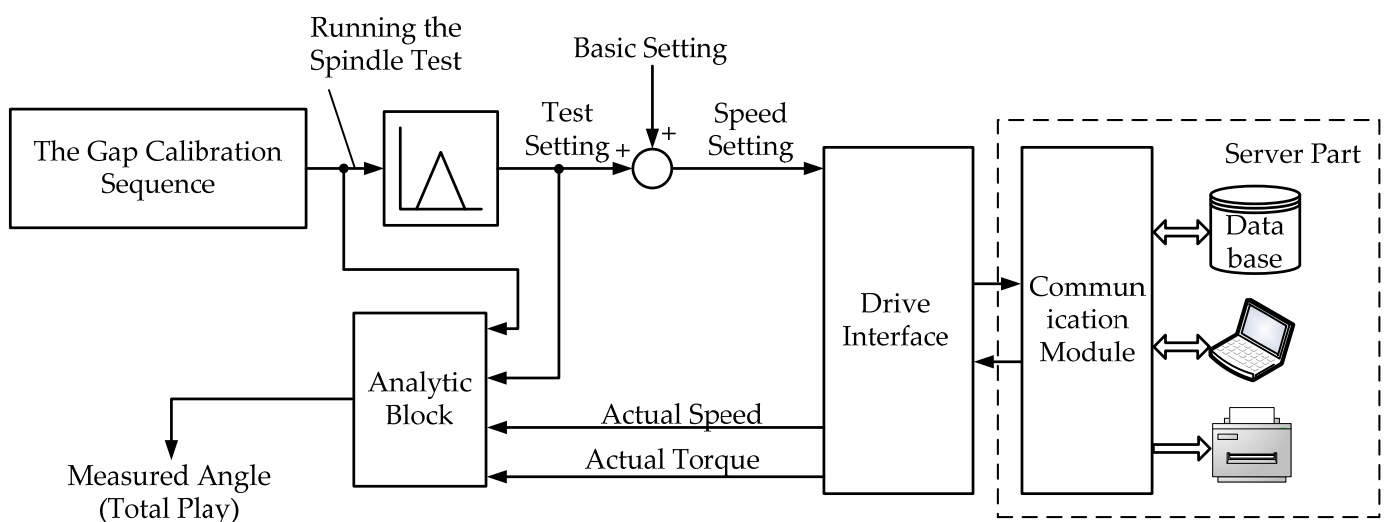 Running the
Spindle Test
Basic Setting
The Gap Calibration
Sequence
Test
Setting
+
+
Speed
Setting
Server Part
Data
base
Drive
Interface
Commun
ication
Module
Analytic
Block
Actual Speed
Actual Torque
Measured Angle
(Total Play)